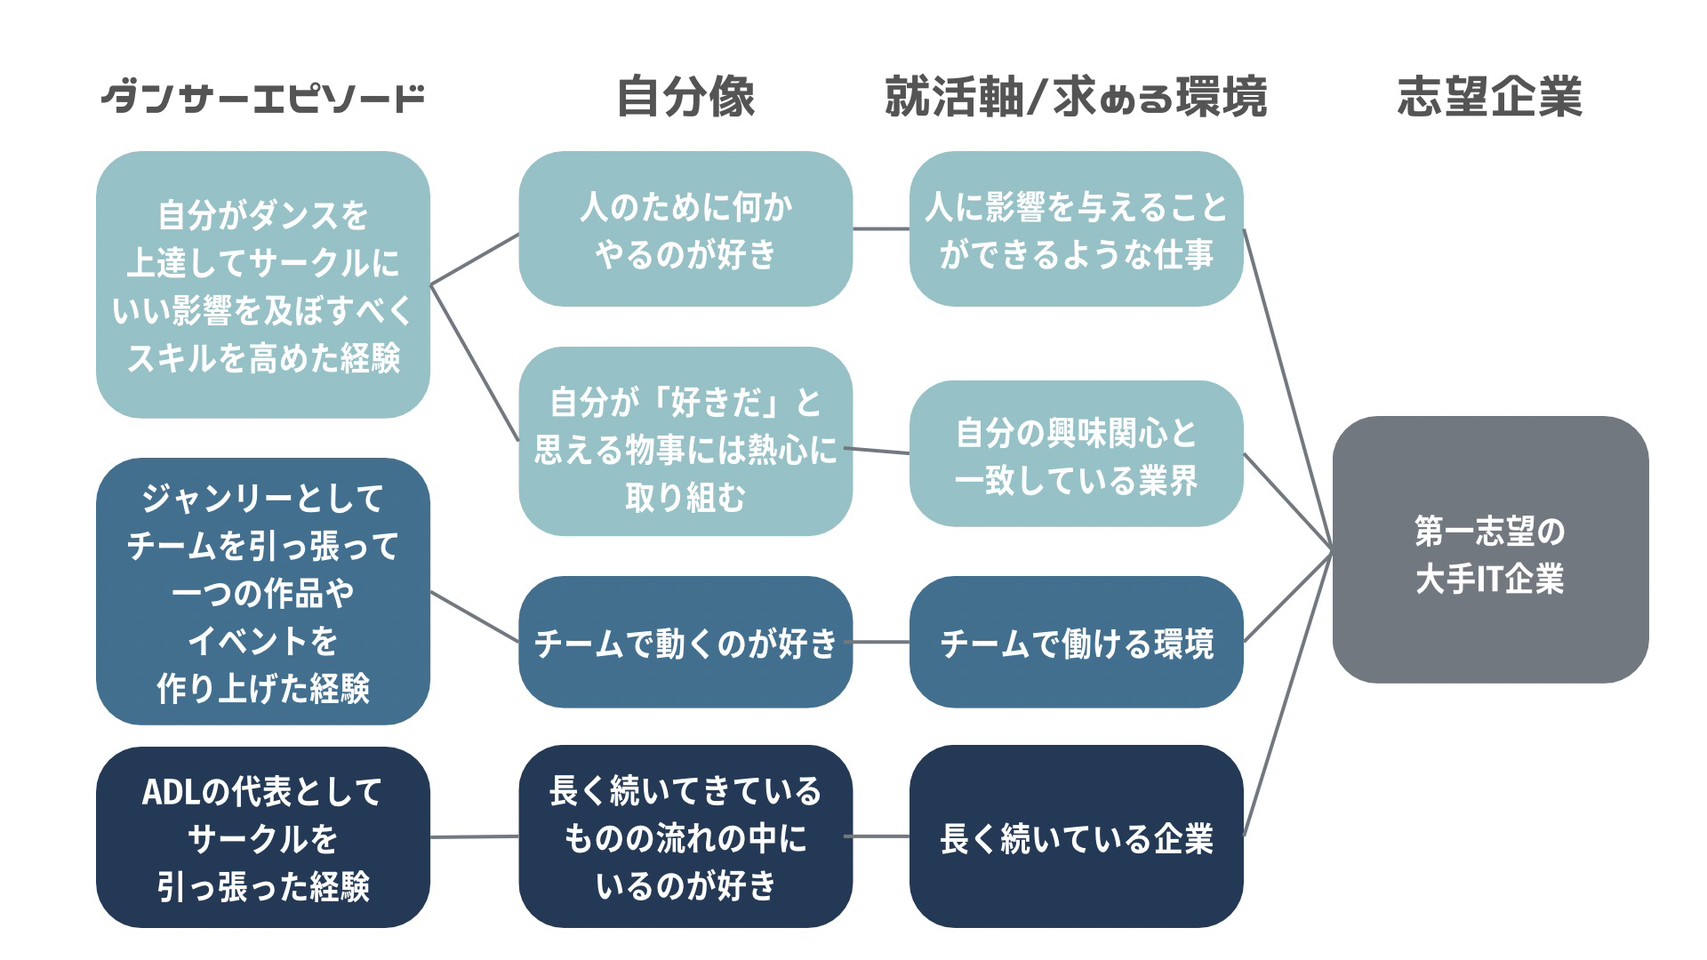 ダンサーエピソード
自分像
就活軸/求める環境
志望企業
自分がダンスを
上達してサークルに
いい影響を及ぼすべく
スキルを高めた経験
人のために何か
やるのが好き
人に影響を与えること
ができるような仕事
自分が「好きだ」と
思える物事には熱心に
取り組む
自分の興味関心と
一致している業界
ジャンリーとして
チームを引っ張って
一つの作品や
イベントを
作り上げた経験
チームで動くのが好き
チームで働ける環境
第一志望の
大手IT企業
ADLの代表として
サークルを
引っ張った経験
長く続いてきている
ものの流れの中に
いるのが好き
長く続いている企業